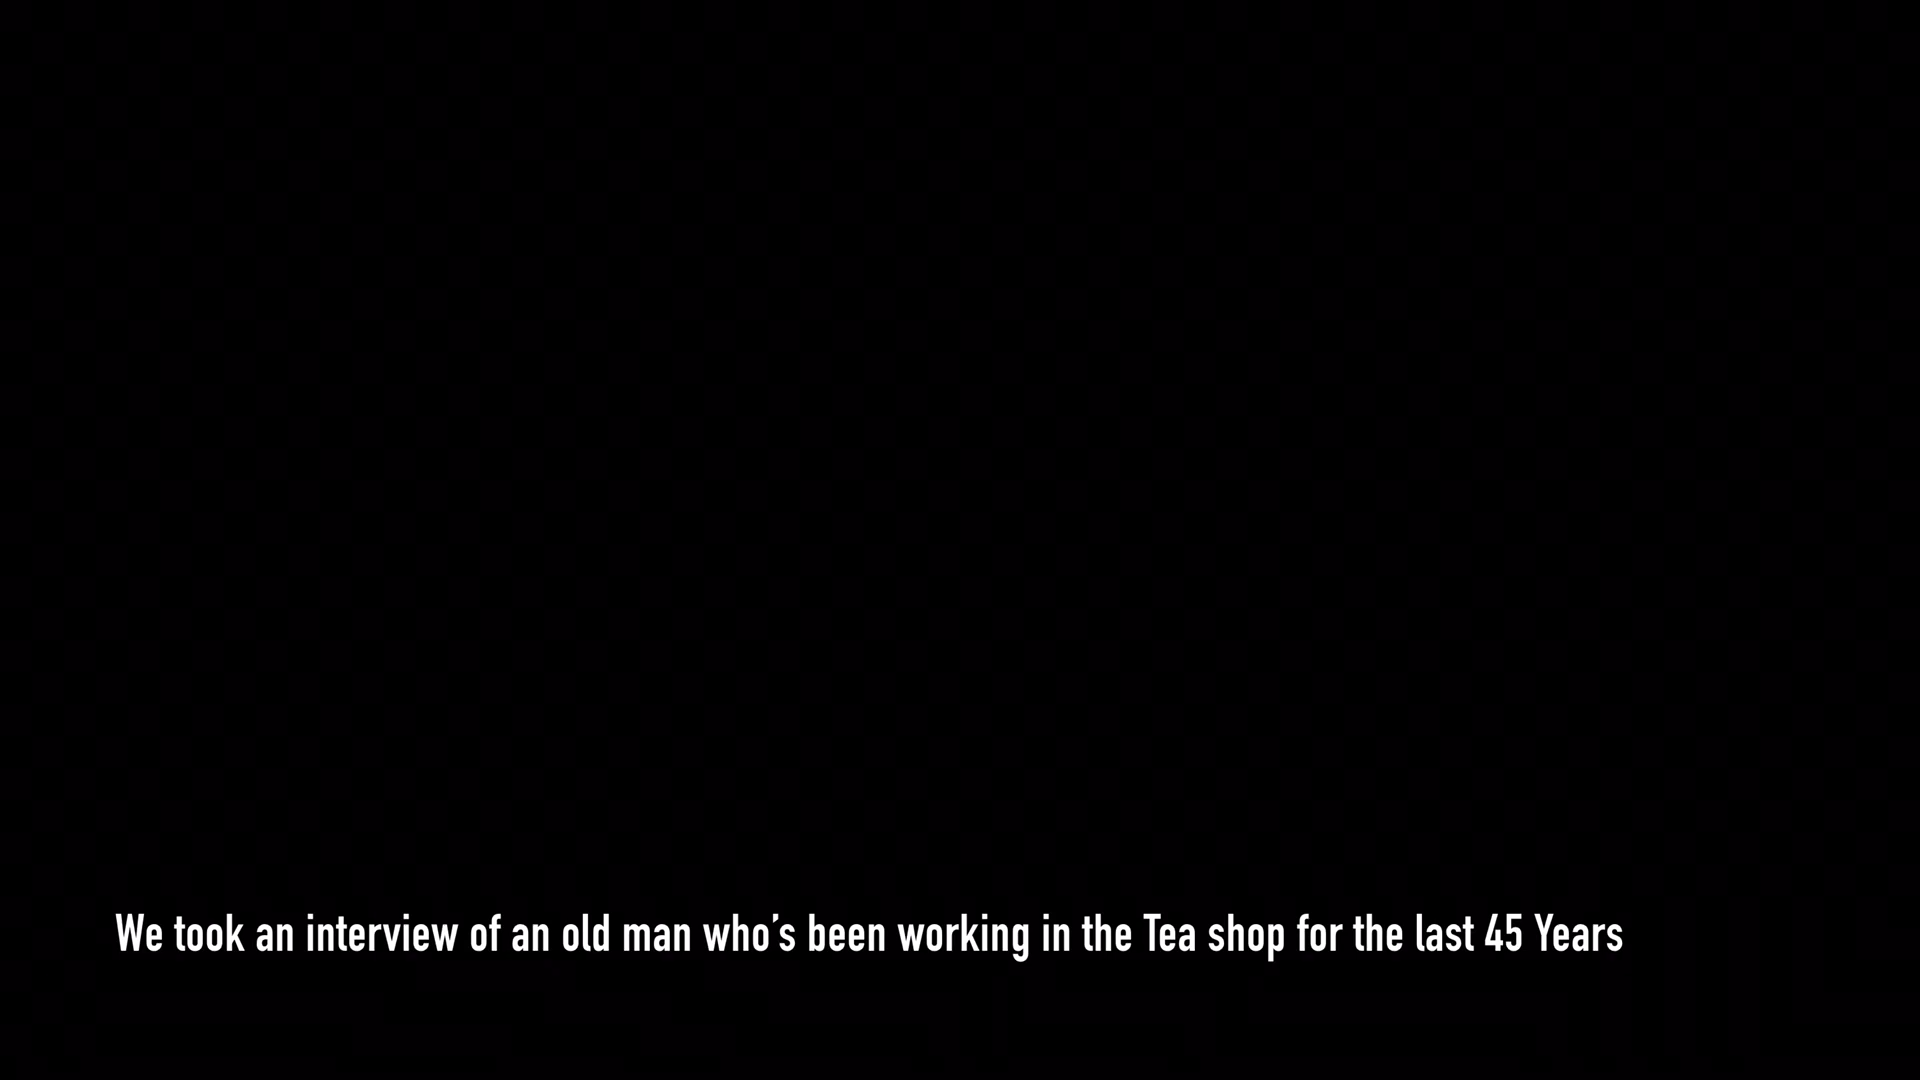 We took an interview of an old man who’s been working in the Tea shop for the last 45 Years